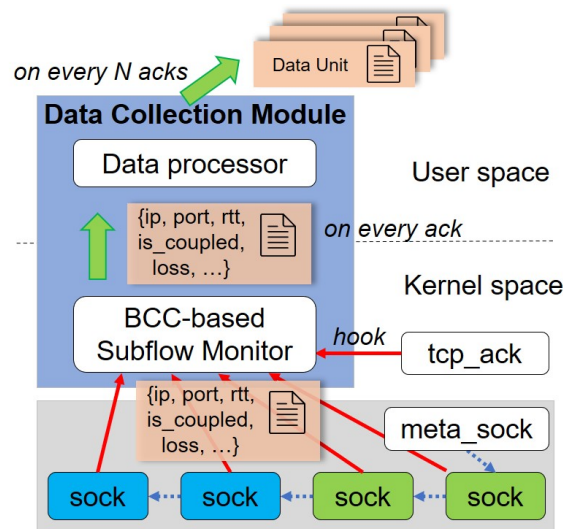 on every N acks
Data Unit
Data Collection Module
Data processor
User space
{ip, port, rtt,
is_coupled,
loss, ...}
on every ack
Kernel space
BCC-based
Subflow Monitor
hook
tcp_ack
{ip, port, rtt,
is_coupled,
loss, ...}
meta_sock
sock
sock
sock
sock